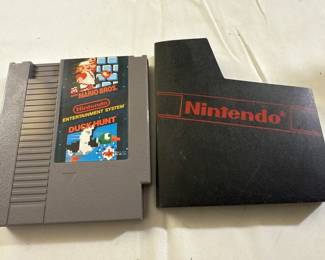 MARIO BROS.
Nintendo
ENTERTAINMENT SYSTEM
DUCK HUNT
Nintendo®